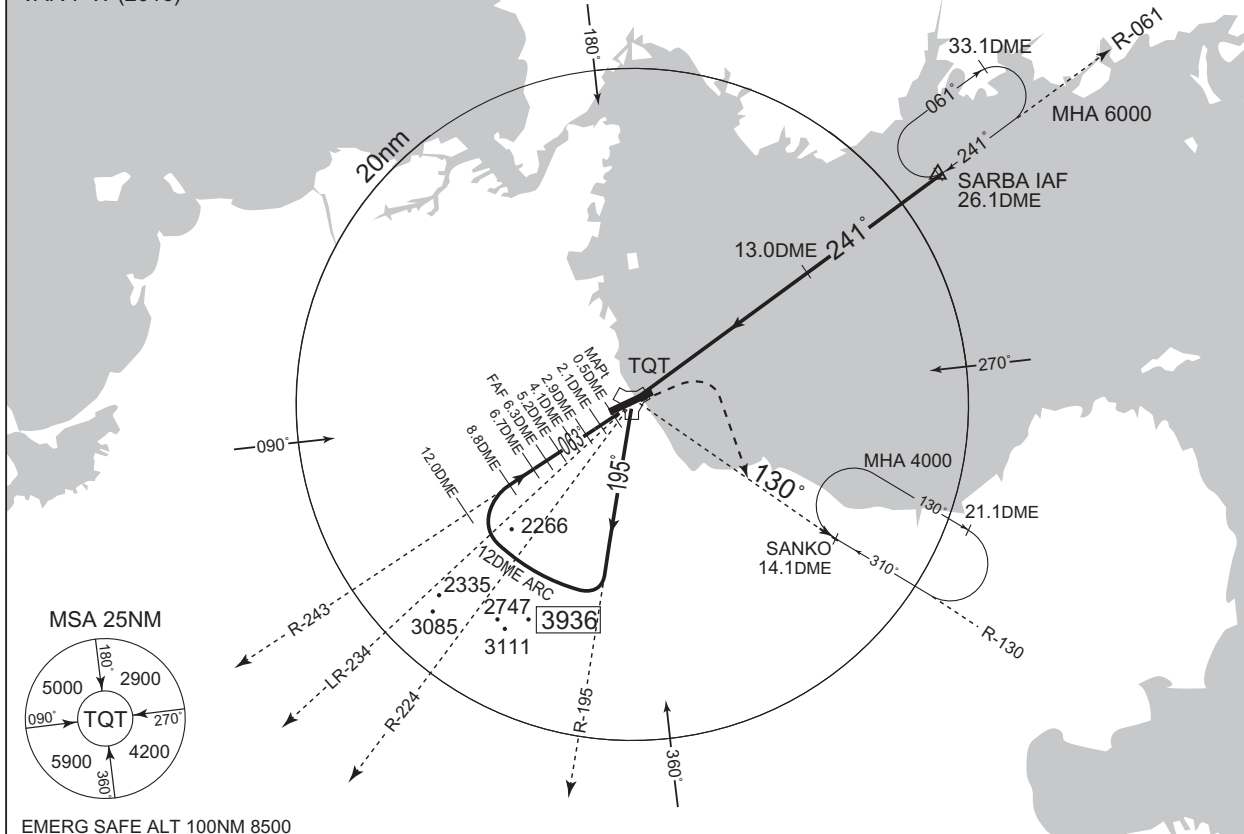 180°
R-061
33.1DME
061°
MHA 6000
241°
20nm
SARBA IAF
26.1DME
241°
13.0DME
TQT
270°
MAPt
0.5DME
2.1DME
2.9DME
4.1DME
5.2DME
FAF 6.3DME
6.7DME
8.8DME
12.0DME
063°
090°
195°
130°
MHA 4000
130°
21.1DME
SANKO
14.1DME
310°
2266
12DME ARC
2335
3085
2747
3936
3111
R-243
LR-234
R-224
R-195
R-130
360°
MSA 25NM
180°
5000
2900
090°
TQT
270°
5900
4200
360°
EMERG SAFE ALT 100NM 8500